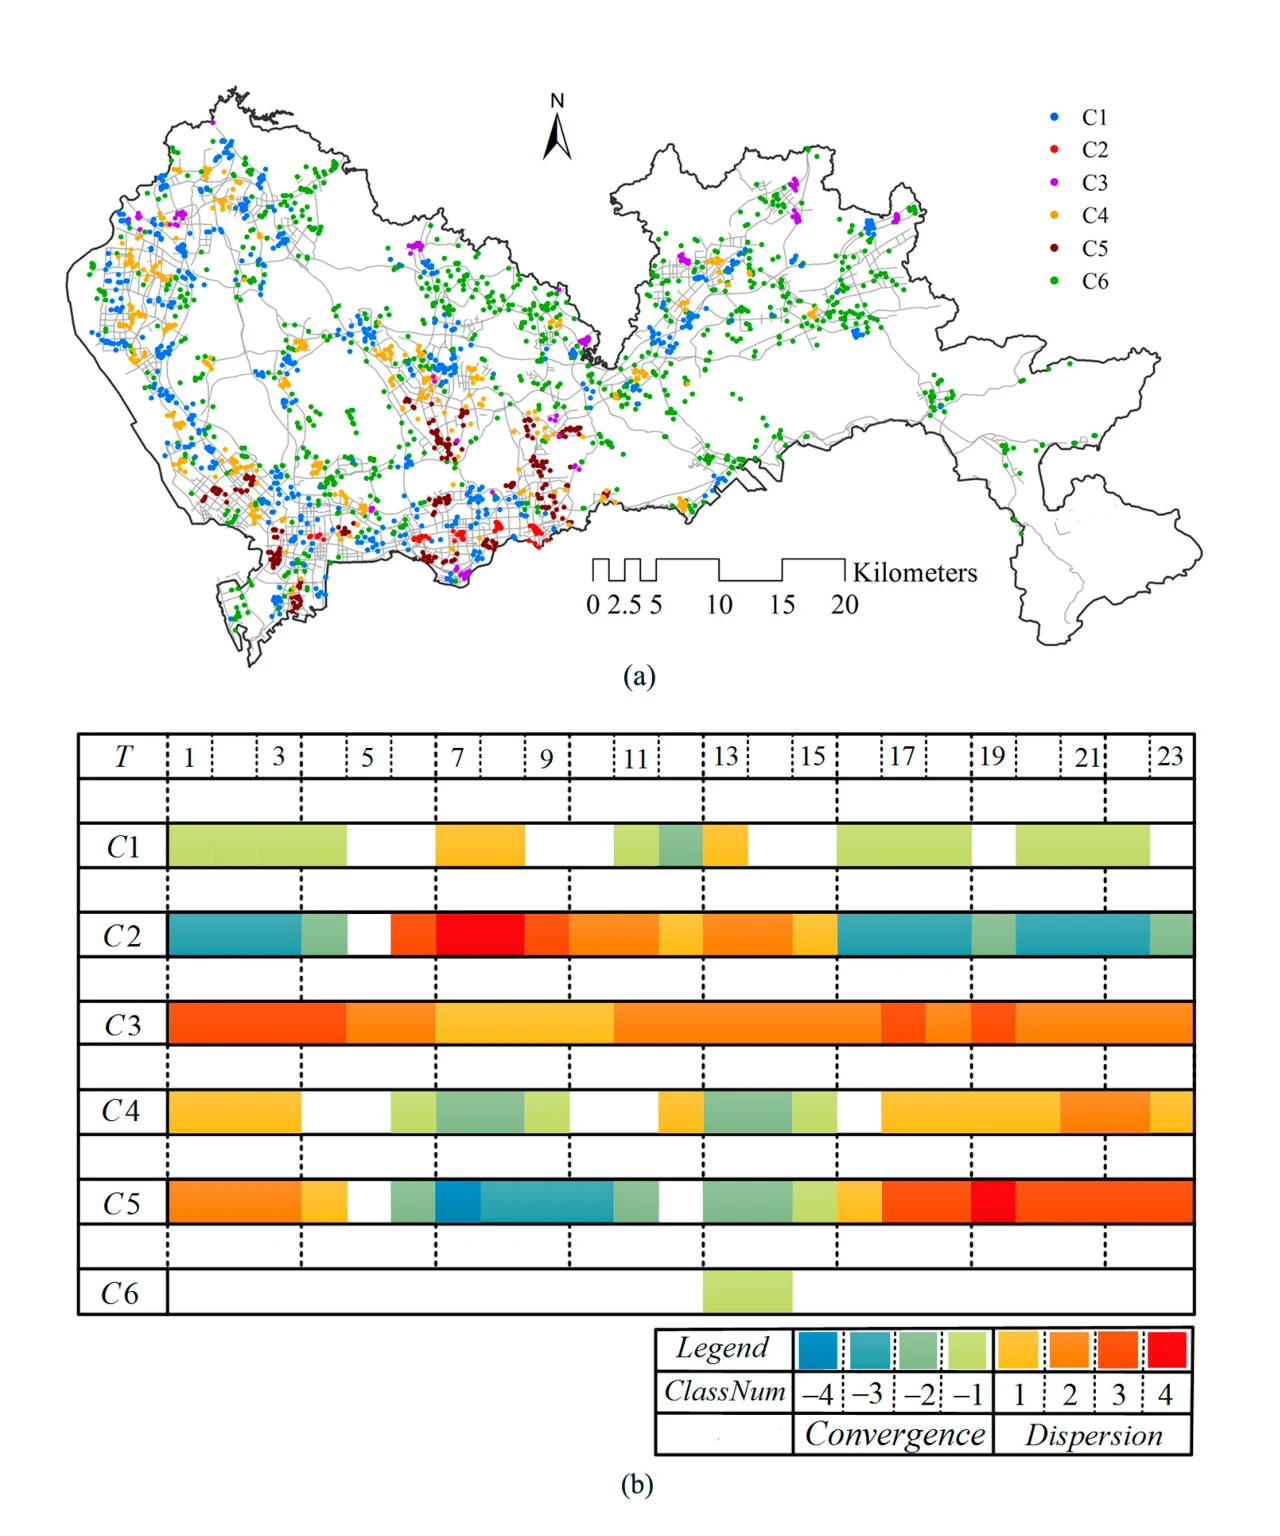 N
C1
C2
C3
C4
C5
C6
Kilometers
0 2.5 5 10 15 20
(a)
T 1 3 5 7 9 11 13 15 17 19 21 23
C1
C2
C3
C4
C5
C6
Legend
ClassNum –4 –3 –2 –1 1 2 3 4
Convergence Dispersion
(b)